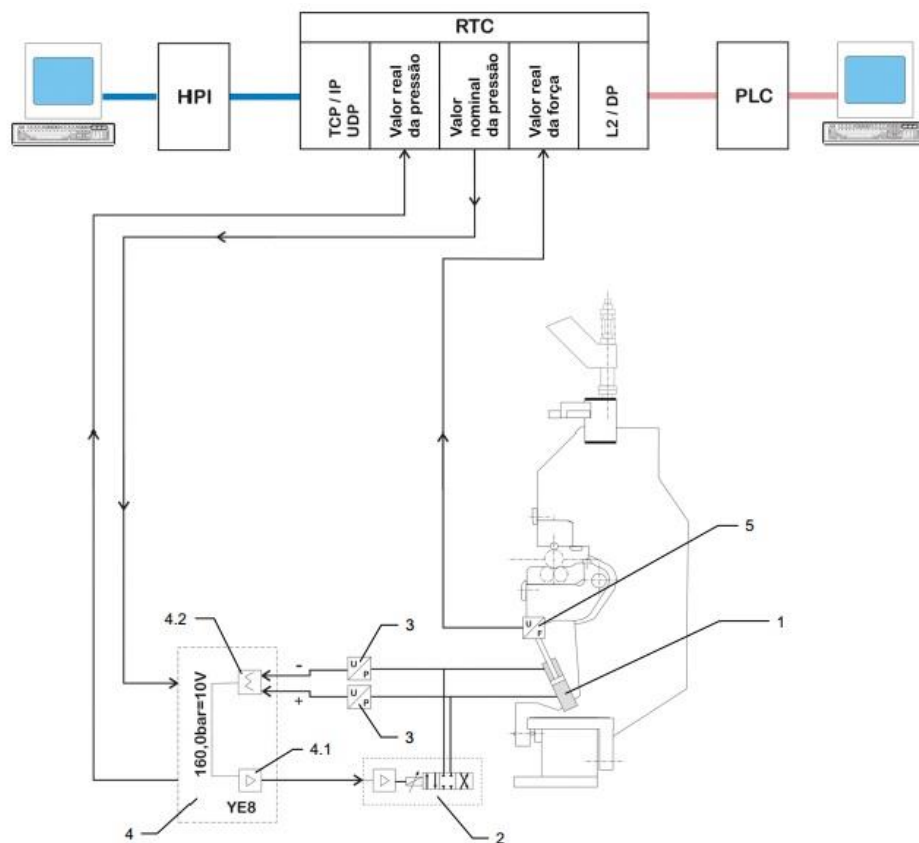 RTC
HPI
TCP / IP
UDP
Valor real
da pressão
Valor
nominal
da pressão
Valor real
da força
L2 / DP
PLC
5
1
4.2
3
-
U
P
+
U
P
3
U
F
160,0bar=10V
4.1
YE8
4
2